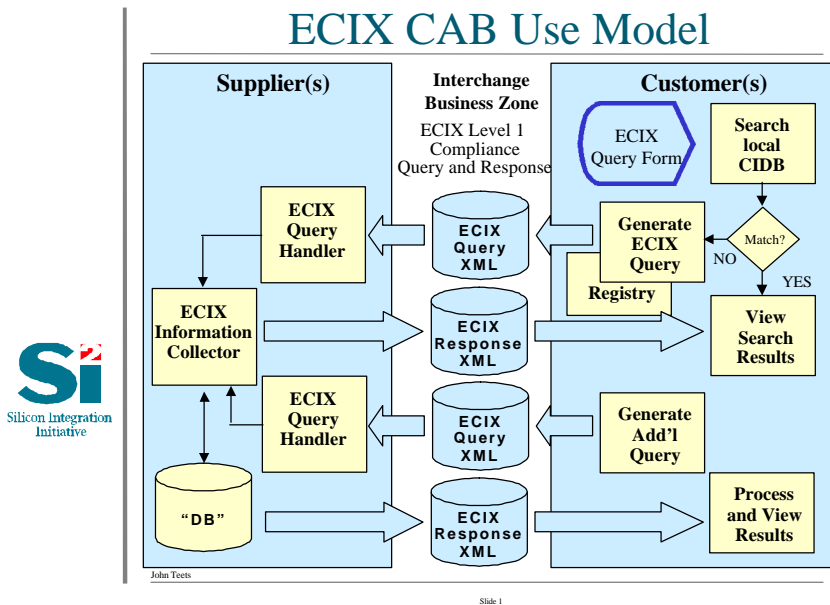 ECIX CAB Use Model
Supplier(s)
Interchange
Business Zone
ECIX Level 1
Compliance
Query and Response
Customer(s)
ECIX
Query Form
Search
local
CIDB
ECIX
Query
Handler
ECIX
Query
XML
Generate
ECIX
Query
Match?
NO
YES
Registry
ECIX
Information
Collector
ECIX
Response
XML
View
Search
Results
Si2
Silicon Integration
Initiative
ECIX
Query
Handler
ECIX
Query
XML
Generate
Add'l
Query
“DB”
ECIX
Response
XML
Process
and View
Results
John Teets
Slide 1